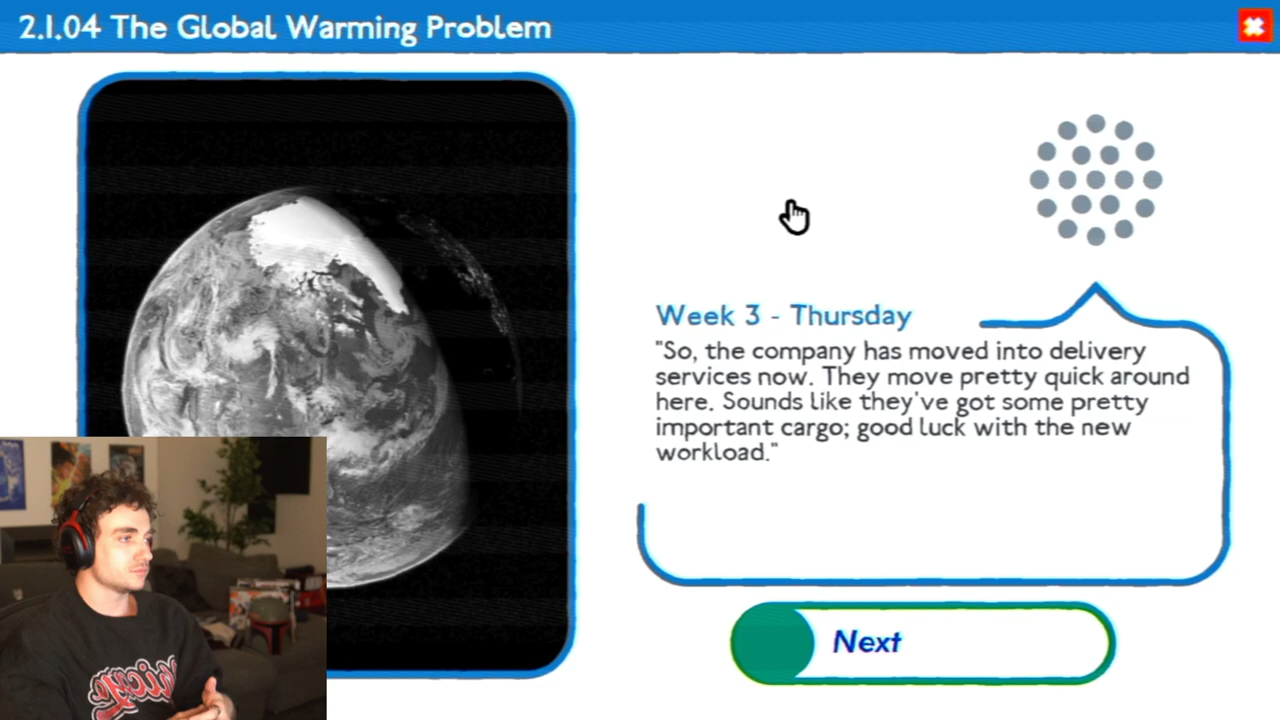 2.1.04 The Global Warming Problem
Week 3 - Thursday
"So, the company has moved into delivery
services now. They move pretty quick around
here. Sounds like they've got some pretty
important cargo; good luck with the new
workload."
Next